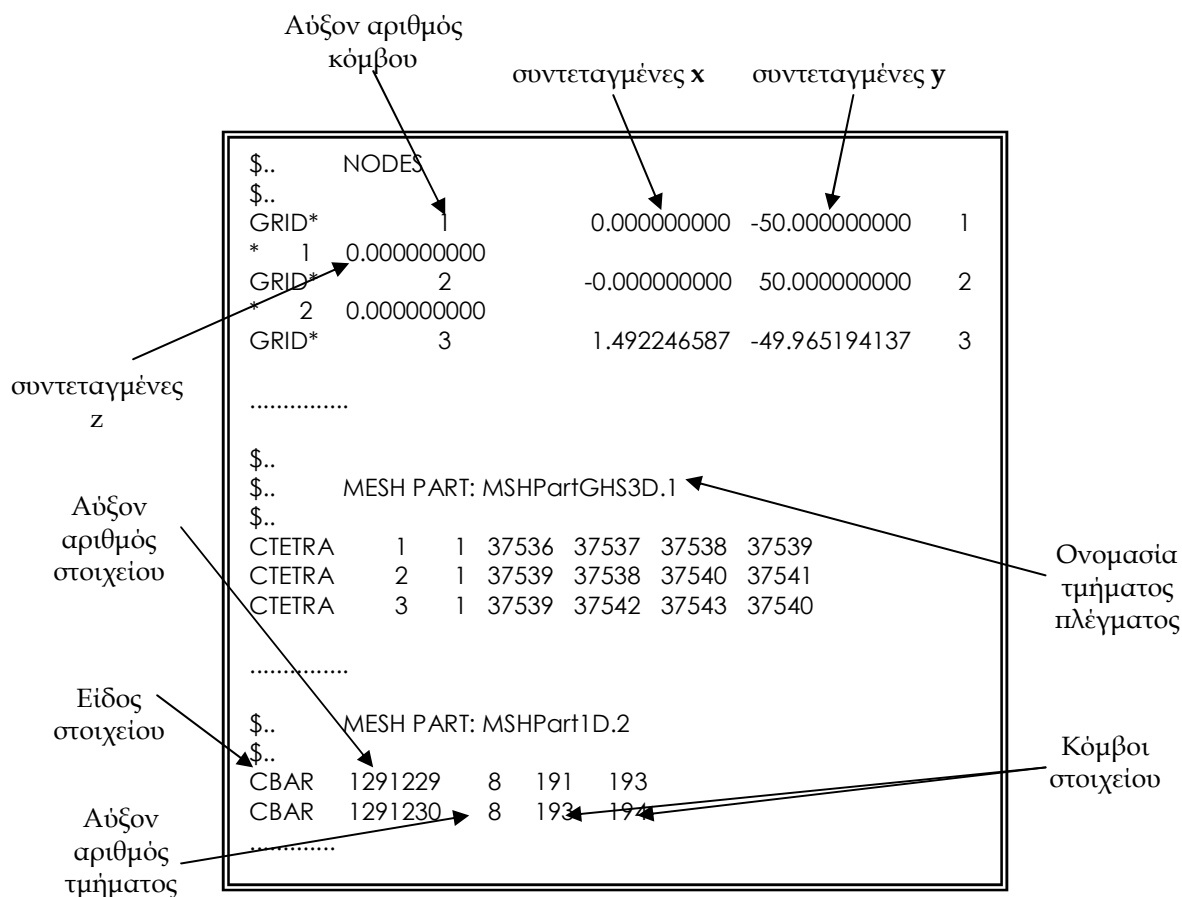 Αύξον αριθμός
κόμβου
συντεταγμένες x
συντεταγμένες y
$.. NODES
$..
GRID* 1 0.000000000 -50.000000000 1
* 1 0.000000000
GRID* 2 -0.000000000 50.000000000 2
* 2 0.000000000
GRID* 3 1.492246587 -49.965194137 3
...............
συντεταγμένες
z
$..
$.. MESH PART: MSHPartGHS3D.1
$..
CTETRA 1 1 37536 37537 37538 37539
CTETRA 2 1 37539 37538 37540 37541
CTETRA 3 1 37539 37542 37543 37540
...............
Αύξον
αριθμός
στοιχείου
Ονομασία
τμήματος
πλέγματος
Είδος
στοιχείου
$.. MESH PART: MSHPart1D.2
$..
CBAR 1291229 8 191 193
CBAR 1291230 8 193 194
.............
Κόμβοι
στοιχείου
Αύξον
αριθμός
τμήματος